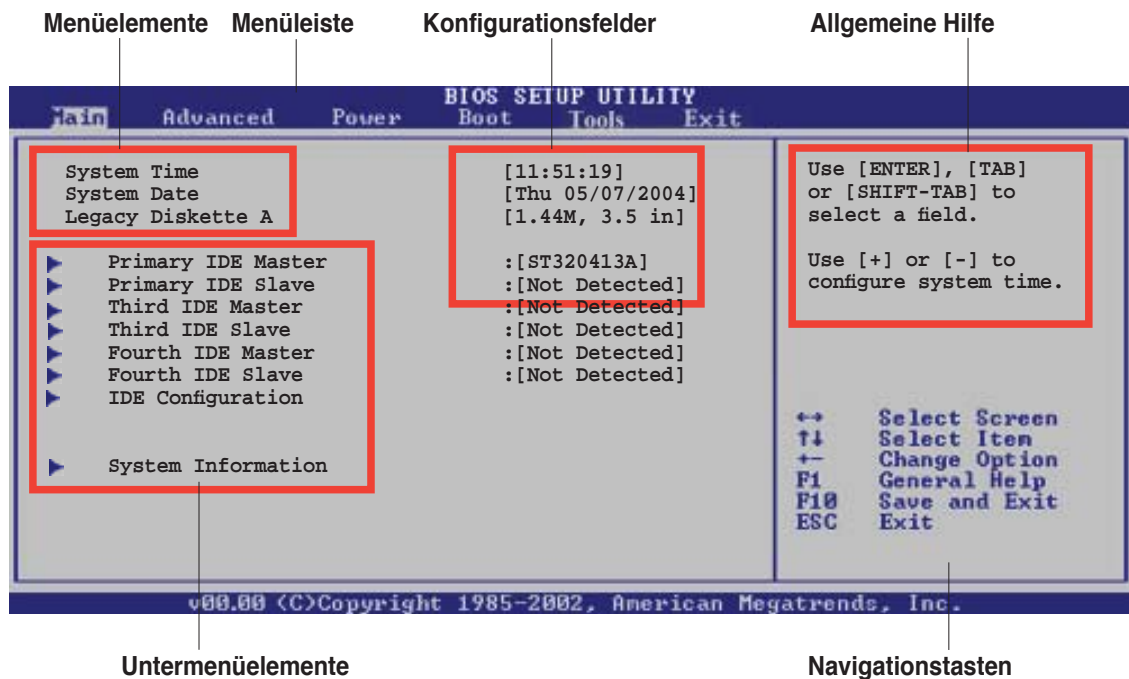 Menüelemente Menüleiste Konfigurationsfelder Allgemeine Hilfe
BIOS SETUP UTILITY
Main Advanced Power Boot Tools Exit
System Time [11:51:19]
System Date [Thu 05/07/2004]
Legacy Diskette A [1.44M, 3.5 in]
Primary IDE Master :[ST320413A]
Primary IDE Slave :[Not Detected]
Third IDE Master :[Not Detected]
Third IDE Slave :[Not Detected]
Fourth IDE Master :[Not Detected]
Fourth IDE Slave :[Not Detected]
IDE Configuration
System Information
Use [ENTER], [TAB]
or [SHIFT-TAB] to
select a field.
Use [+] or [-] to
configure system time.
←→ Select Screen
↑↓ Select Item
+- Change Option
F1 General Help
F10 Save and Exit
ESC Exit
v00.00 (C)Copyright 1985-2002, American Megatrends, Inc.
Untermenüelemente Navigationstasten